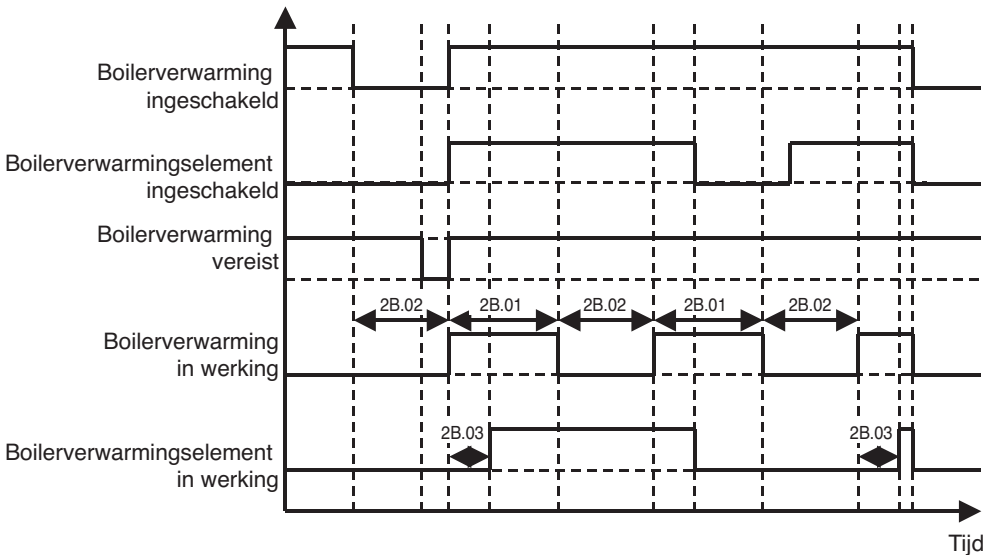 Boilerverwarming
ingeschakeld
Boilerverwarmingselement
ingeschakeld
Boilerverwarming
vereist
2B.02
2B.01
2B.02
2B.01
2B.02
Boilerverwarming
in werking
2B.03
2B.03
Boilerverwarmingselement
in werking
Tijd